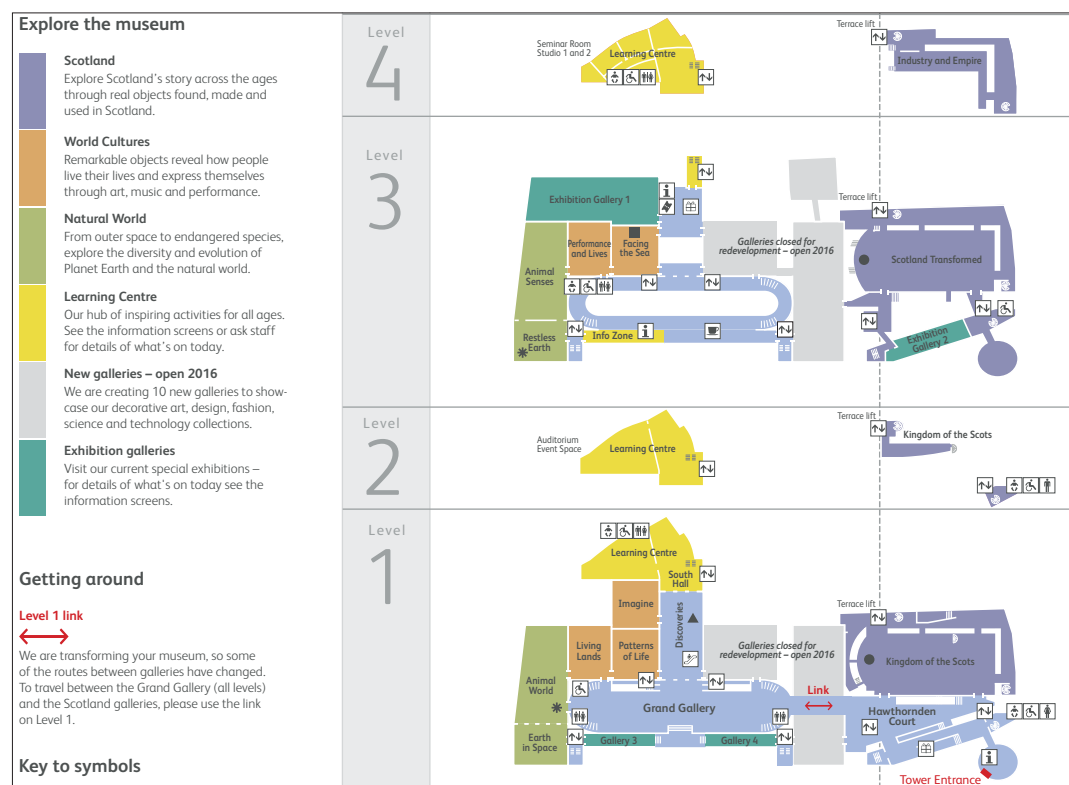 Explore the museum
Scotland
Explore Scotland's story across the ages
through real objects found, made and
used in Scotland.
World Cultures
Remarkable objects reveal how people
live their lives and express themselves
through art, music and performance.
Natural World
From outer space to endangered species,
explore the diversity and evolution of
Planet Earth and the natural world.
Learning Centre
Our hub of inspiring activities for all ages.
See the information screens or ask staff
for details of what's on today.
New galleries – open 2016
We are creating 10 new galleries to show-
case our decorative art, design, fashion,
science and technology collections.
Exhibition galleries
Visit our current special exhibitions –
for details of what's on today see the
information screens.
Getting around
Level 1 link
We are transforming your museum, so some
of the routes between galleries have changed.
To travel between the Grand Gallery (all levels)
and the Scotland galleries, please use the link
on Level 1.
Key to symbols
Level
4
Seminar Room
Studio 1 and 2
Learning Centre
Terrace lift
Industry and Empire
Level
3
Exhibition Gallery 1
Performance
and Lives
Facing
the Sea
Animal
Senses
Restless
Earth
Info Zone
Galleries closed for
redevelopment – open 2016
Terrace lift
Scotland Transformed
Exhibition
Gallery 2
Level
2
Auditorium
Event Space
Learning Centre
Terrace lift
Kingdom of the Scots
Level
1
Learning Centre
South
Hall
Imagine
Discoveries
Living
Lands
Patterns
of Life
Animal
World
Earth
in Space
Grand Gallery
Gallery 3
Gallery 4
Galleries closed for
redevelopment – open 2016
Link
Terrace lift
Kingdom of the Scots
Hawthornden
Court
Tower Entrance